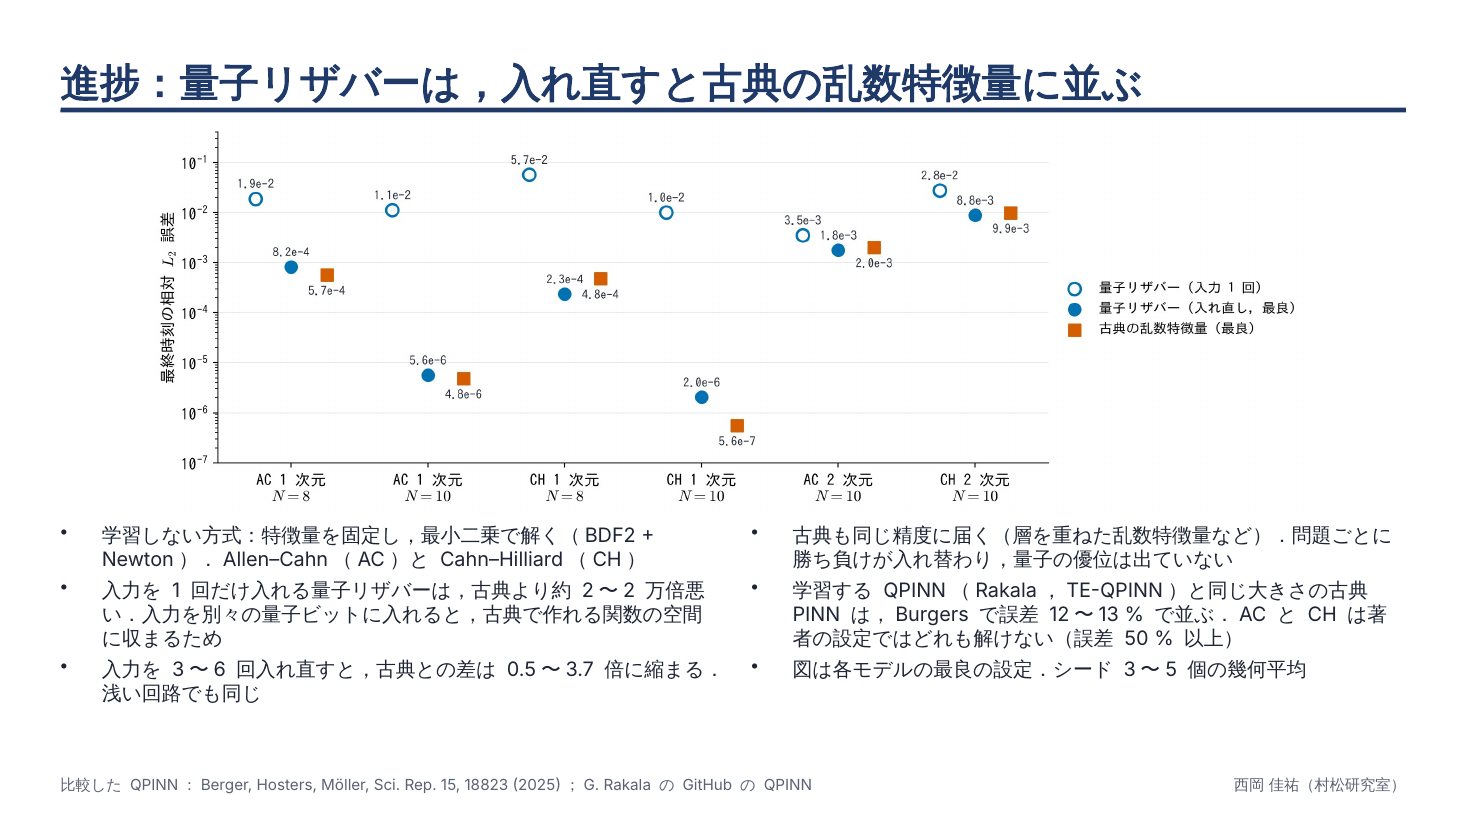 進捗：量子リザバーは，入れ直すと古典の乱数特徴量に並ぶ
最終時刻の相対 L₂ 誤差
10⁻¹
10⁻²
10⁻³
10⁻⁴
10⁻⁵
10⁻⁶
10⁻⁷
1.9e-2
8.2e-4
5.7e-4
1.1e-2
5.6e-6
4.8e-6
5.7e-2
2.3e-4
4.8e-4
1.0e-2
2.0e-6
5.6e-7
3.5e-3
1.8e-3
2.0e-3
2.8e-2
8.8e-3
9.9e-3
AC 1 次元
N = 8
AC 1 次元
N = 10
CH 1 次元
N = 8
CH 1 次元
N = 10
AC 2 次元
N = 10
CH 2 次元
N = 10
量子リザバー（入力 1 回）
量子リザバー（入れ直し，最良）
古典の乱数特徴量（最良）
• 学習しない方式：特徴量を固定し，最小二乗で解く（ BDF2 +
Newton ）． Allen–Cahn （ AC ）と Cahn–Hilliard （ CH ）
• 入力を 1 回だけ入れる量子リザバーは，古典より約 2〜2 万倍悪
い．入力を別々の量子ビットに入れると，古典で作れる関数の空間
に収まるため
• 入力を 3〜6 回入れ直すと，古典との差は 0.5〜3.7 倍に縮まる．
浅い回路でも同じ
• 古典も同じ精度に届く（層を重ねた乱数特徴量など）．問題ごとに
勝ち負けが入れ替わり，量子の優位は出ていない
• 学習する QPINN （ Rakala ， TE-QPINN ）と同じ大きさの古典
PINN は， Burgers で誤差 12〜13 % で並ぶ． AC と CH は著
者の設定ではどれも解けない（誤差 50 % 以上）
• 図は各モデルの最良の設定．シード 3〜5 個の幾何平均
比較した QPINN ： Berger, Hosters, Möller, Sci. Rep. 15, 18823 (2025) ； G. Rakala の GitHub の QPINN
西岡 佳祐（村松研究室）